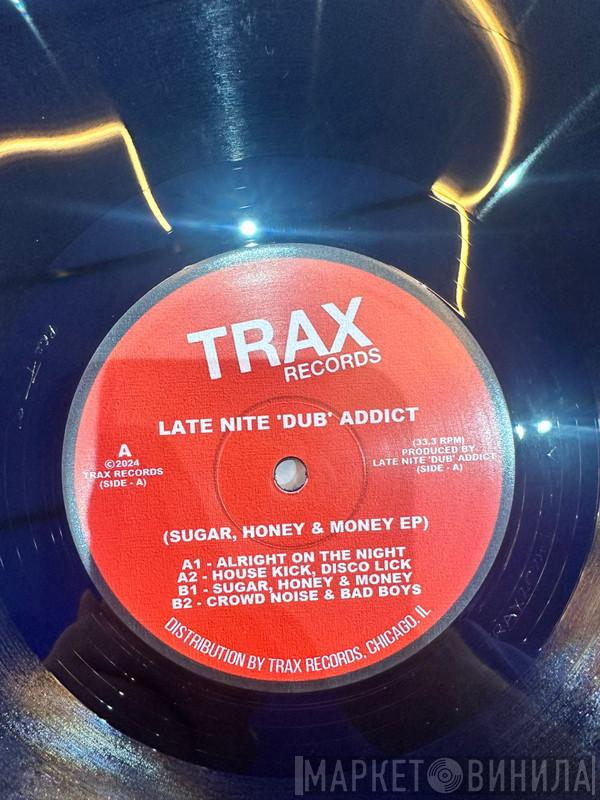 TRAX
RECORDS
LATE NITE 'DUB' ADDICT
A
©2024
TRAX RECORDS
(SIDE - A)
(33,3 RPM)
PRODUCED BY
LATE NITE 'DUB' ADDICT
(SIDE - A)
(SUGAR, HONEY & MONEY EP)
A1 - ALRIGHT ON THE NIGHT
A2 - HOUSE KICK, DISCO LICK
B1 - SUGAR, HONEY & MONEY
B2 - CROWD NOISE & BAD BOYS
DISTRIBUTION BY TRAX RECORDS, CHICAGO, IL
МАРКЕТ ВИНИЛА